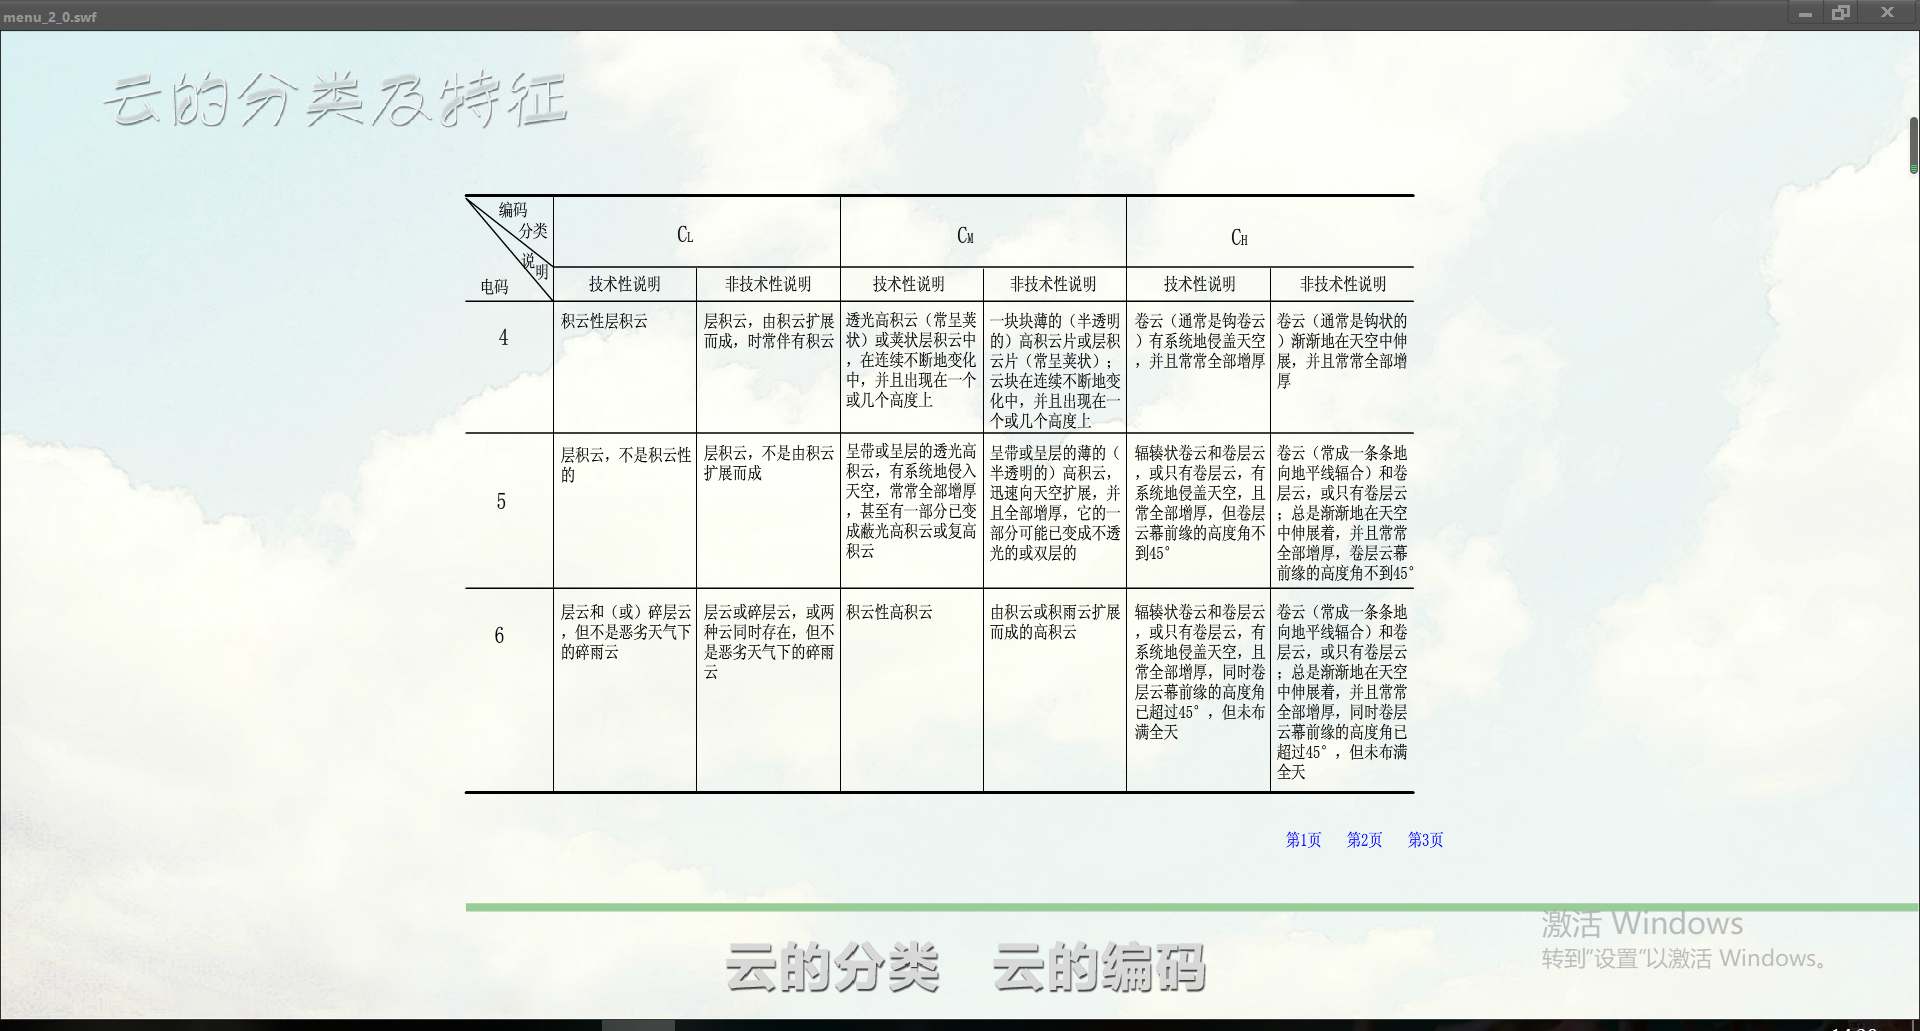 menu_2_0.swf
云的分类及特征
编码
分类
说明
电码
CL
CM
CH
技术性说明
非技术性说明
技术性说明
非技术性说明
技术性说明
非技术性说明
4
积云性层积云
层积云，由积云扩展
而成，时常伴有积云
透光高积云（常呈荚
状）或荚状层积云中
，在连续不断地变化
中，并且出现在一个
或几个高度上
一块块薄的（半透明
的）高积云片或层积
云片（常呈荚状）；
云块在连续不断地变
化中，并且出现在一
个或几个高度上
卷云（通常是钩卷云
）有系统地侵盖天空
，并且常常全部增厚
卷云（通常是钩状的
）渐渐地在天空中伸
展，并且常常全部增
厚
5
层积云，不是积云性
的
层积云，不是由积云
扩展而成
呈带或呈层的透光高
积云，有系统地侵入
天空，常常全部增厚
，甚至有一部分已变
成蔽光高积云或复高
积云
呈带或呈层的薄的（
半透明的）高积云，
迅速向天空扩展，并
且全部增厚，它的一
部分可能已变成不透
光的或双层的
辐辏状卷云和卷层云
，或只有卷层云，有
系统地侵盖天空，且
常全部增厚，但卷层
云幕前缘的高度角不
到45°
卷云（常成一条条地
向地平线辐合）和卷
层云，或只有卷层云
；总是渐渐地在天空
中伸展着，并且常常
全部增厚，卷层云幕
前缘的高度角不到45°
6
层云和（或）碎层云
，但不是恶劣天气下
的碎雨云
层云或碎层云，或两
种云同时存在，但不
是恶劣天气下的碎雨
云
积云性高积云
由积云或积雨云扩展
而成的高积云
辐辏状卷云和卷层云
，或只有卷层云，有
系统地侵盖天空，且
常全部增厚，同时卷
层云幕前缘的高度角
已超过45°，但未布
满全天
卷云（常成一条条地
向地平线辐合）和卷
层云，或只有卷层云
；总是渐渐地在天空
中伸展着，并且常常
全部增厚，同时卷层
云幕前缘的高度角已
超过45°，但未布满
全天
第1页 第2页 第3页
云的分类 云的编码
激活 Windows
转到“设置”以激活 Windows。